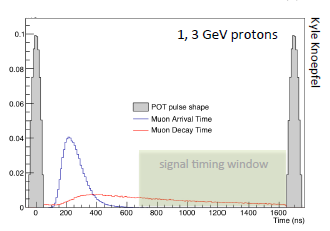 1, 3 GeV protons
Kyle Knoepfel
0.1
0.08
0.06
0.04
0.02
0
POT pulse shape
Muon Arrival Time
Muon Decay Time
signal timing window
0 200 400 600 800 1000 1200 1400 1600
Time (ns)